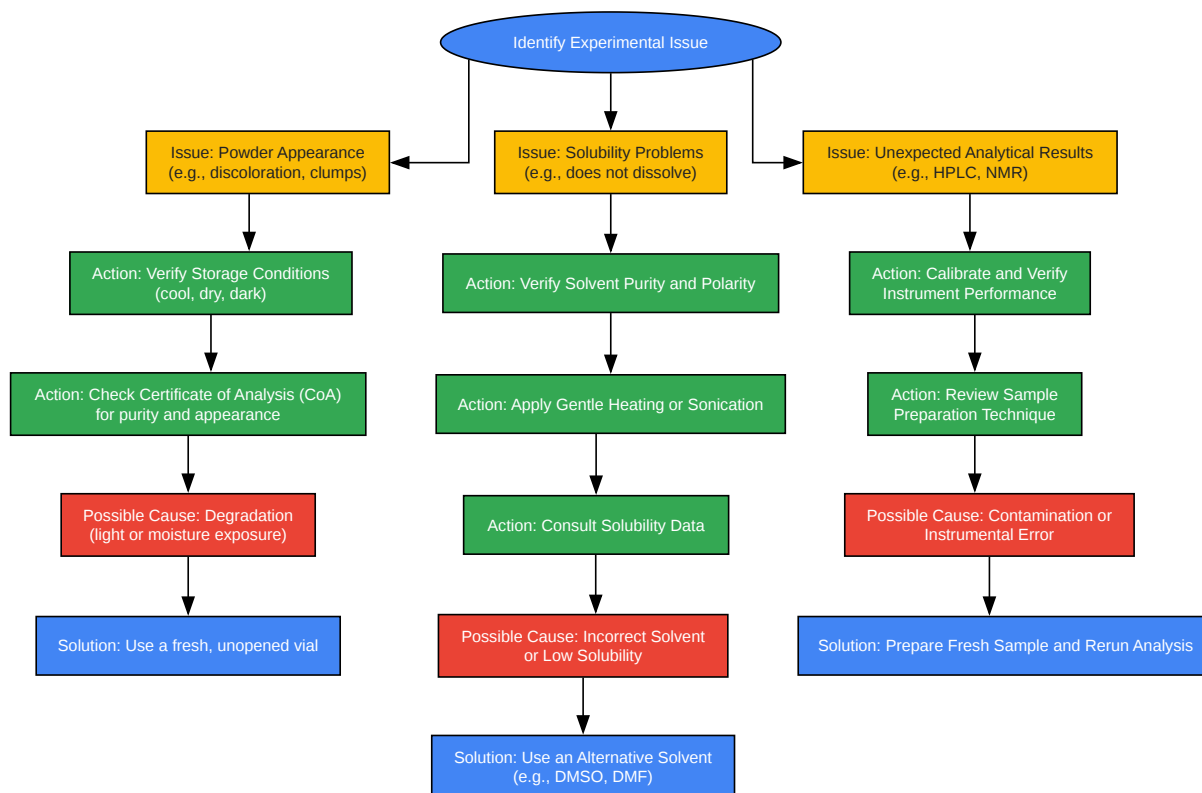 Identify Experimental Issue
Issue: Powder Appearance
(e.g., discoloration, clumps)
Issue: Solubility Problems
(e.g., does not dissolve)
Issue: Unexpected Analytical Results
(e.g., HPLC, NMR)
Action: Verify Storage Conditions
(cool, dry, dark)
Action: Verify Solvent Purity and Polarity
Action: Calibrate and Verify
Instrument Performance
Action: Check Certificate of Analysis (CoA)
for purity and appearance
Action: Apply Gentle Heating or Sonication
Action: Review Sample
Preparation Technique
Possible Cause: Degradation
(light or moisture exposure)
Action: Consult Solubility Data
Possible Cause: Contamination or
Instrumental Error
Solution: Use a fresh, unopened vial
Possible Cause: Incorrect Solvent
or Low Solubility
Solution: Prepare Fresh Sample and Rerun Analysis
Solution: Use an Alternative Solvent
(e.g., DMSO, DMF)